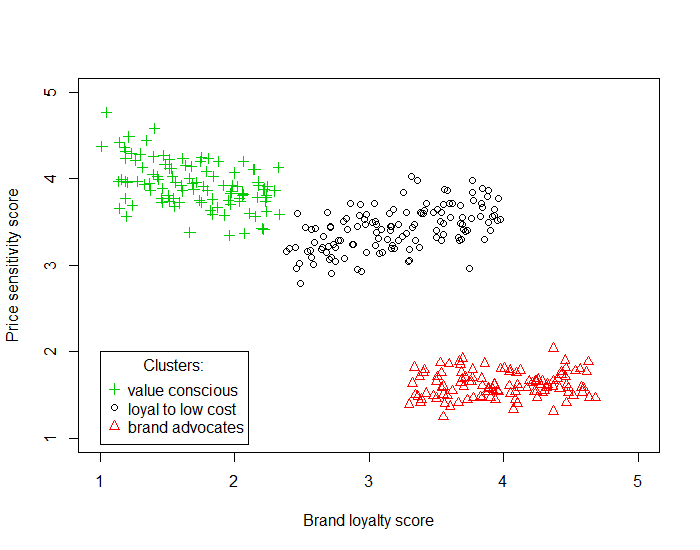 5
4
3
2
1
Price sensitivity score
Clusters:
value conscious
loyal to low cost
brand advocates
1 2 3 4 5
Brand loyalty score